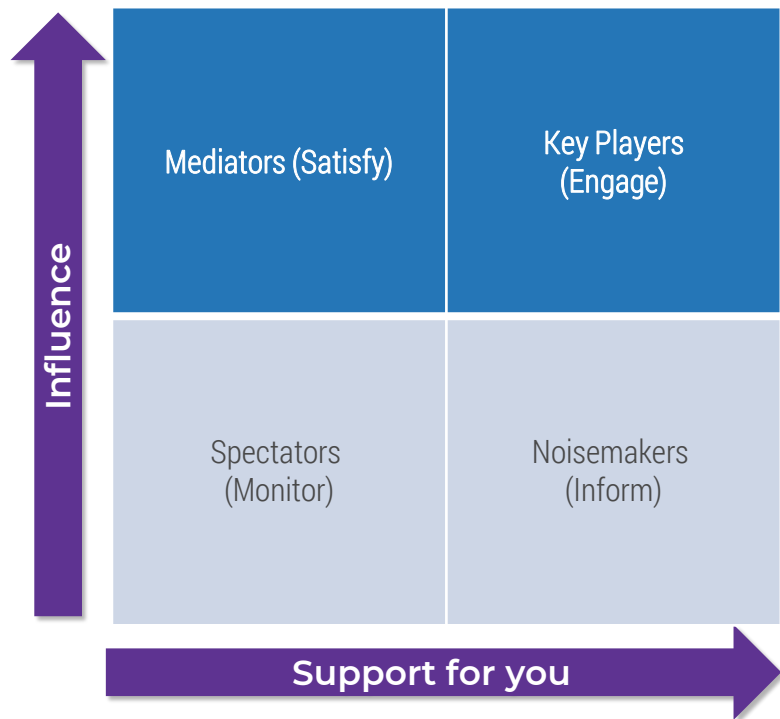 Influence
Mediators (Satisfy)
Key Players
(Engage)
Spectators
(Monitor)
Noisemakers
(Inform)
Support for you